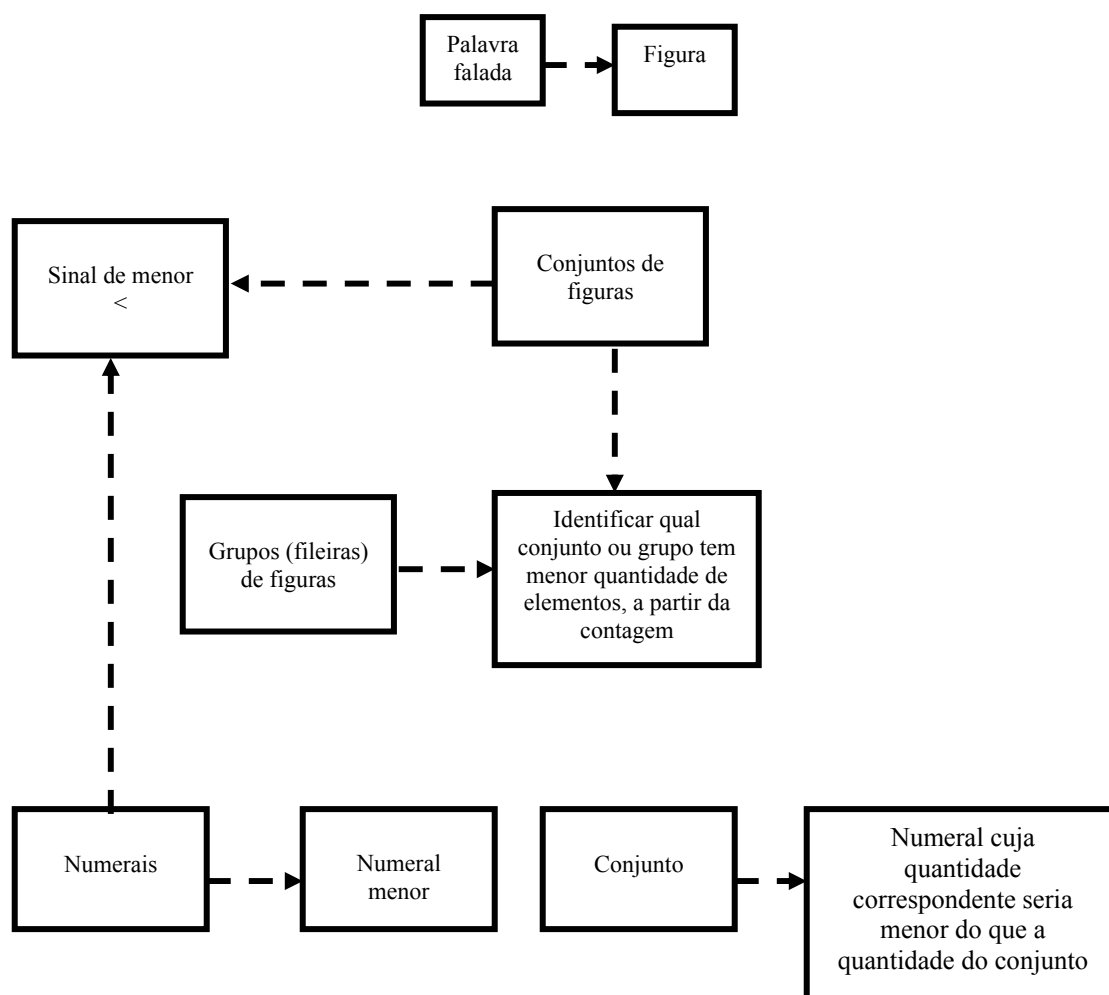 Palavra
falada
Figura
Sinal de menor
<
Conjuntos de
figuras
Grupos (fileiras)
de figuras
Identificar qual
conjunto ou grupo tem
menor quantidade de
elementos, a partir da
contagem
Numerais
Numeral
menor
Conjunto
Numeral cuja
quantidade
correspondente seria
menor do que a
quantidade do conjunto